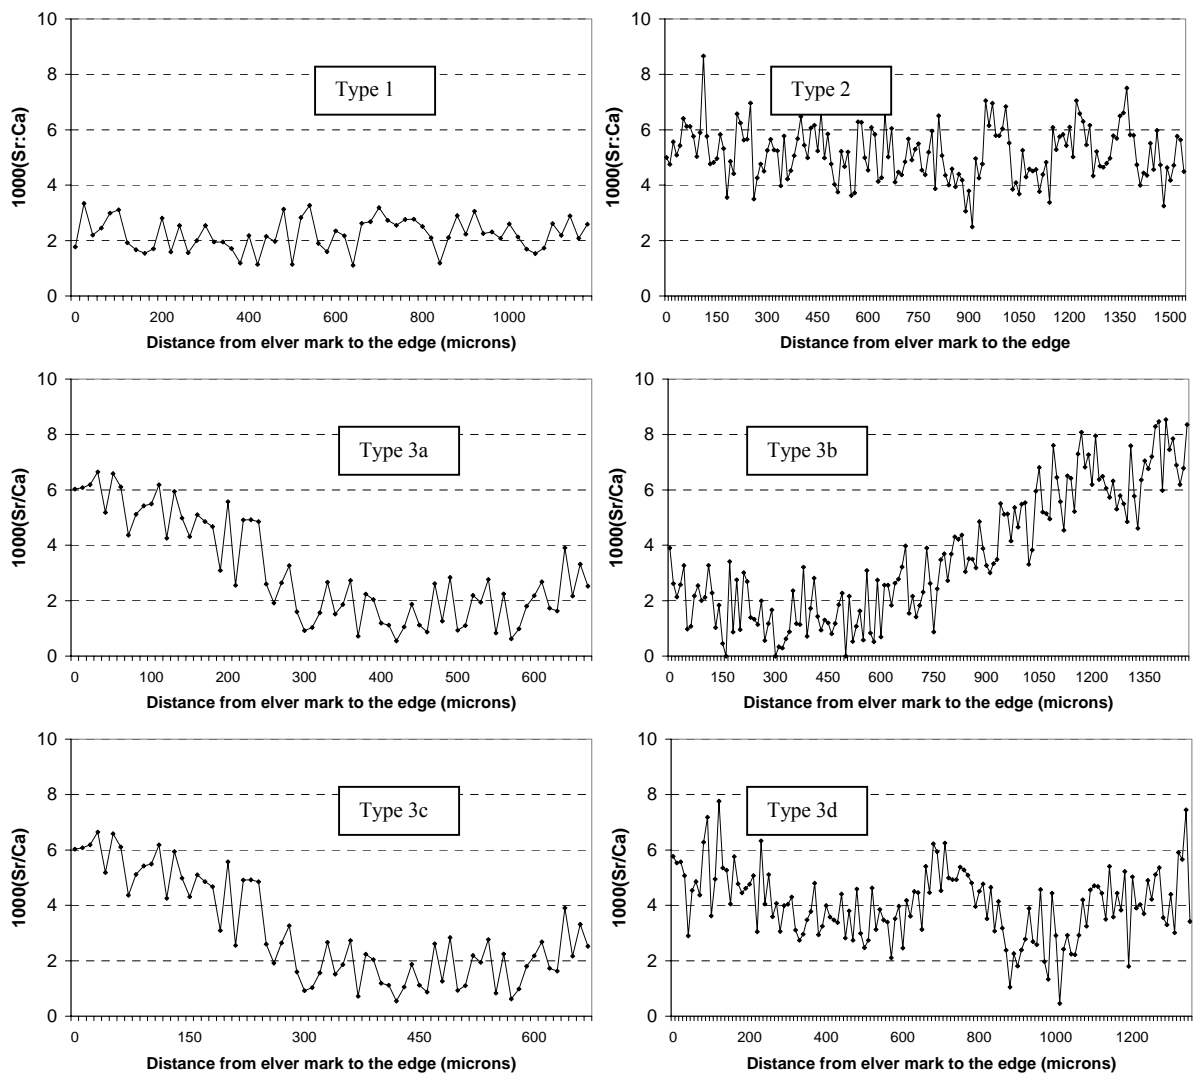 10
8
6
4
2
0
1000(Sr:Ca)
Type 1
0 200 400 600 800 1000
Distance from elver mark to the edge (microns)
10
8
6
4
2
0
1000(Sr:Ca)
Type 2
0 150 300 450 600 750 900 1050 1200 1350 1500
Distance from elver mark to the edge
10
8
6
4
2
0
1000(Sr/Ca)
Type 3a
0 100 200 300 400 500 600
Distance from elver mark to the edge (microns)
10
8
6
4
2
0
1000(Sr/Ca)
Type 3b
0 150 300 450 600 750 900 1050 1200 1350
Distance from elver mark to the edge (microns)
10
8
6
4
2
0
1000(Sr/Ca)
Type 3c
0 150 300 450 600
Distance from elver mark to the edge (microns)
10
8
6
4
2
0
1000(Sr/Ca)
Type 3d
0 200 400 600 800 1000 1200
Distance from elver mark to the edge (microns)